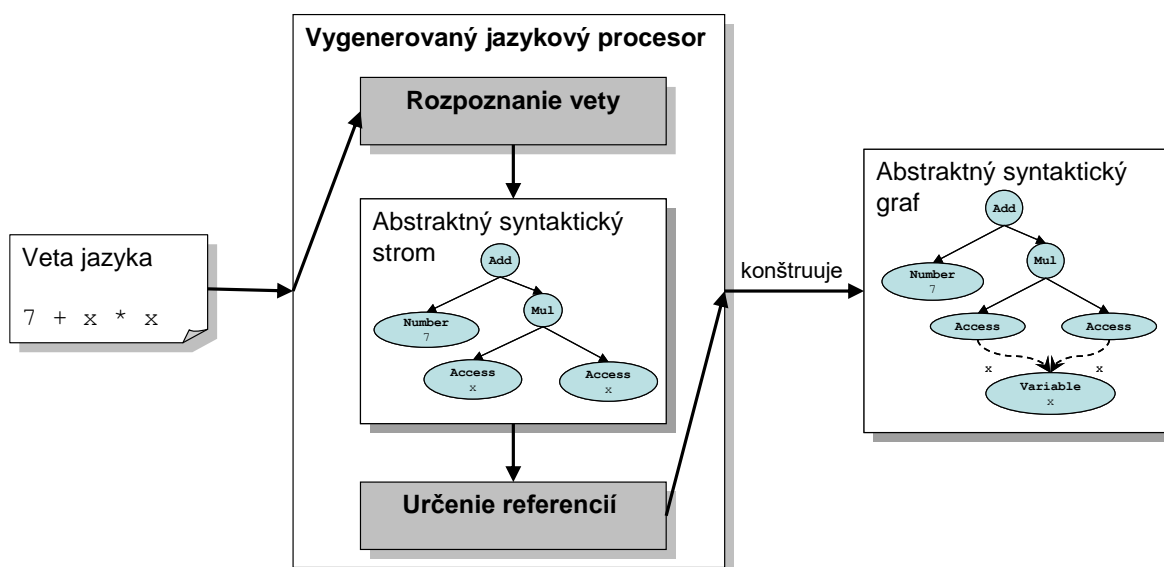 Vygenerovaný jazykový procesor
Rozpoznanie vety
Veta jazyka
7 + x * x
Abstraktný syntaktický
strom
Add
Mul
Number
7
Access
x
Access
x
Určenie referencií
konštruuje
Abstraktný syntaktický
graf
Add
Mul
Number
7
Access
Access
x
x
Variable
x